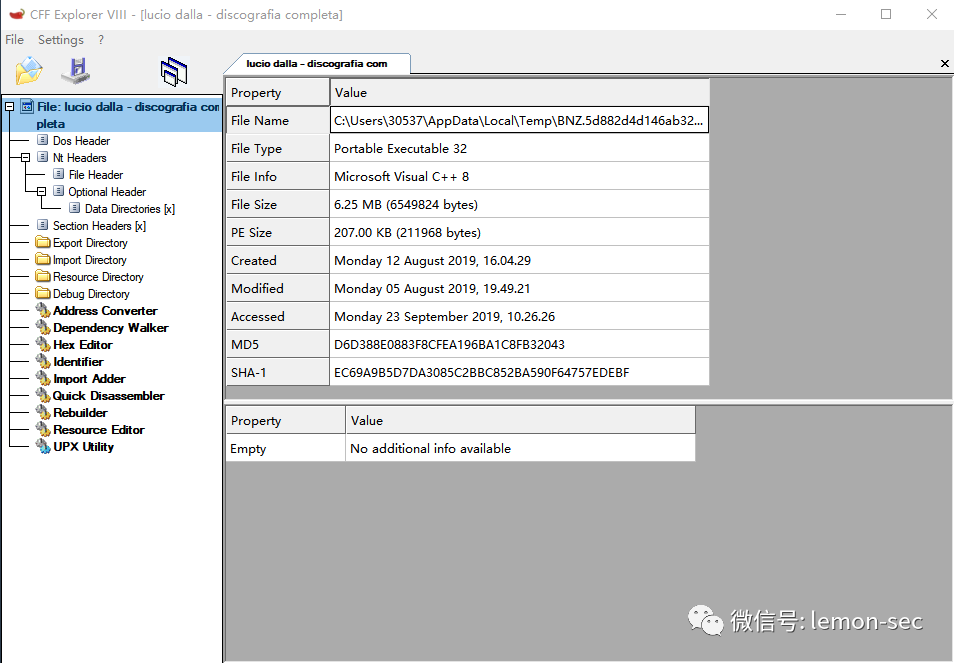 CFF Explorer VIII - [lucio dalla - discografia completa]
File Settings ?
File: lucio dalla - discografia com
pleta
Dos Header
Nt Headers
File Header
Optional Header
Data Directories [x]
Section Headers [x]
Export Directory
Import Directory
Resource Directory
Debug Directory
Address Converter
Dependency Walker
Hex Editor
Identifier
Import Adder
Quick Disassembler
Rebuilder
Resource Editor
UPX Utility
lucio dalla - discografia com
Property Value
File Name C:\Users\30537\AppData\Local\Temp\BNZ.5d882d4d146ab32...
File Type Portable Executable 32
File Info Microsoft Visual C++ 8
File Size 6.25 MB (6549824 bytes)
PE Size 207.00 KB (211968 bytes)
Created Monday 12 August 2019, 16.04.29
Modified Monday 05 August 2019, 19.49.21
Accessed Monday 23 September 2019, 10.26.26
MD5 D6D388E0883F8CFEA196BA1C8FB32043
SHA-1 EC69A9B5D7DA3085C2BBC852BA590F64757EDEBF
Property Value
Empty No additional info available
微信号: lemon-sec